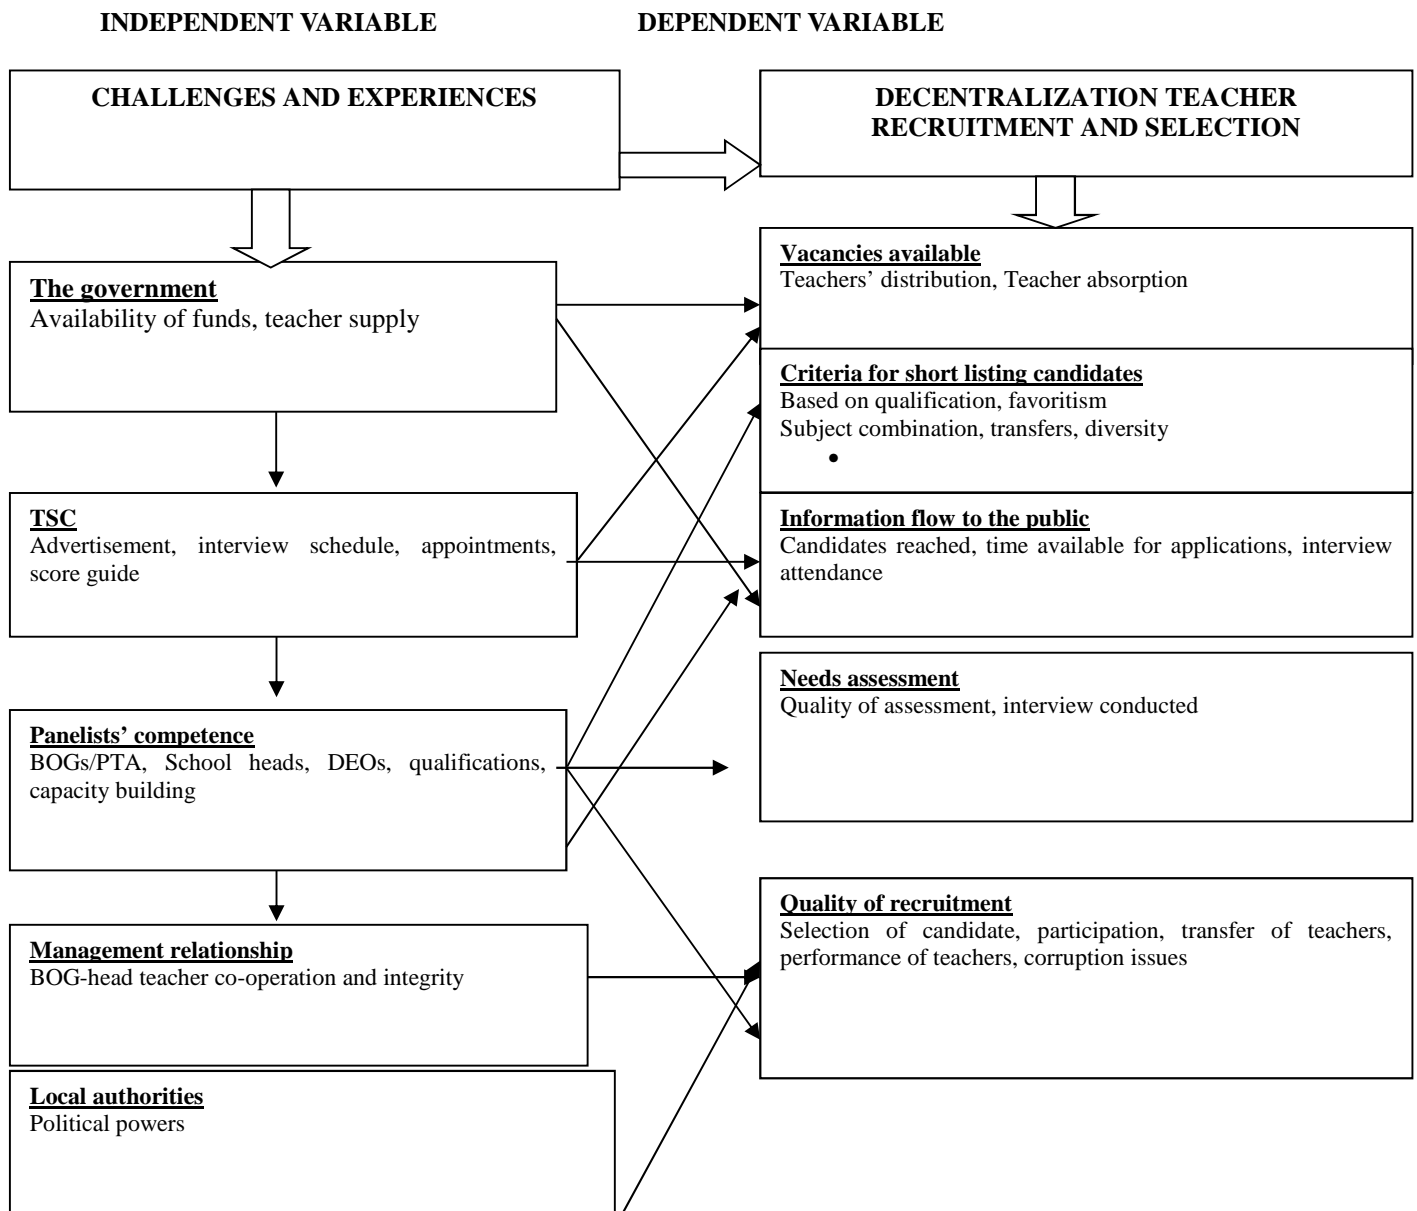 INDEPENDENT VARIABLE
DEPENDENT VARIABLE
CHALLENGES AND EXPERIENCES
DECENTRALIZATION TEACHER
RECRUITMENT AND SELECTION
The government
Availability of funds, teacher supply
TSC
Advertisement, interview schedule, appointments,
score guide
Panelists’ competence
BOGs/PTA, School heads, DEOs, qualifications,
capacity building
Management relationship
BOG-head teacher co-operation and integrity
Local authorities
Political powers
Vacancies available
Teachers’ distribution, Teacher absorption
Criteria for short listing candidates
Based on qualification, favoritism
Subject combination, transfers, diversity
•
Information flow to the public
Candidates reached, time available for applications, interview
attendance
Needs assessment
Quality of assessment, interview conducted
Quality of recruitment
Selection of candidate, participation, transfer of teachers,
performance of teachers, corruption issues